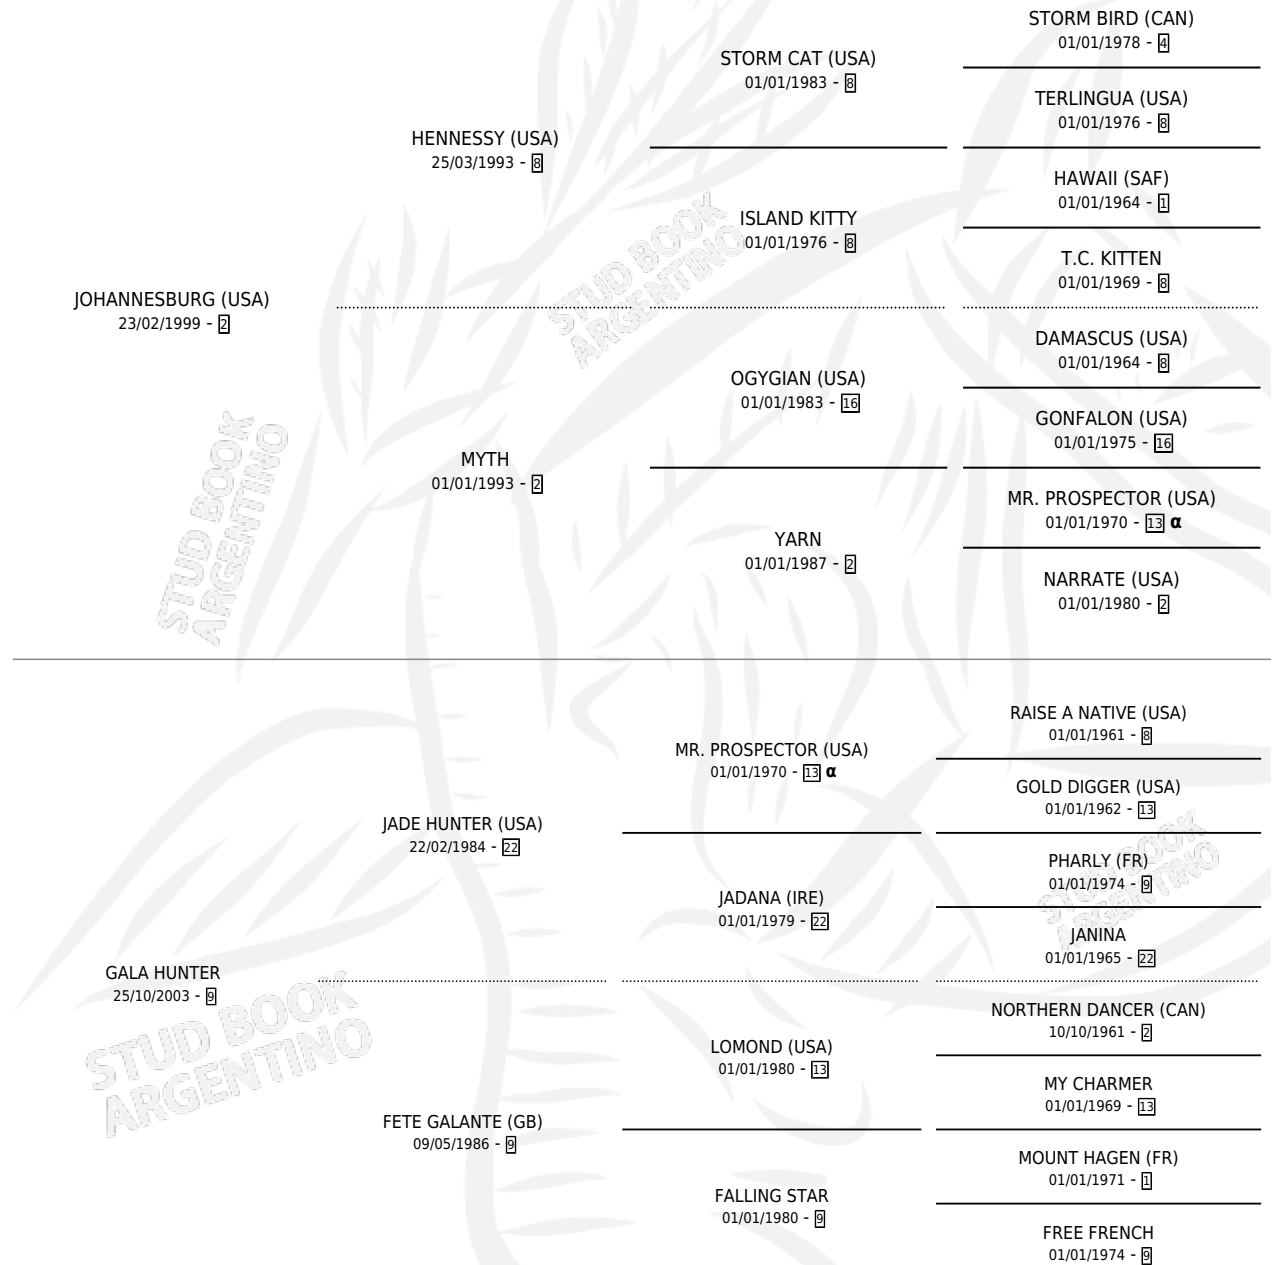 STORM BIRD (CAN)
01/01/1978 - 4
STORM CAT (USA)
01/01/1983 - 8
TERLINGUA (USA)
01/01/1976 - 8
HENNESSY (USA)
25/03/1993 - 8
HAWAII (SAF)
01/01/1964 - 1
ISLAND KITTY
01/01/1976 - 8
T.C. KITTEN
01/01/1969 - 8
JOHANNESBURG (USA)
23/02/1999 - 2
DAMASCUS (USA)
01/01/1964 - 8
OGYGIAN (USA)
01/01/1983 - 16
GONFALON (USA)
01/01/1975 - 16
MYTH
01/01/1993 - 2
MR. PROSPECTOR (USA)
01/01/1970 - 13 α
YARN
01/01/1987 - 2
NARRATE (USA)
01/01/1980 - 2
RAISE A NATIVE (USA)
01/01/1961 - 8
MR. PROSPECTOR (USA)
01/01/1970 - 13 α
GOLD DIGGER (USA)
01/01/1962 - 13
JADE HUNTER (USA)
22/02/1984 - 22
PHARLY (FR)
01/01/1974 - 9
JADANA (IRE)
01/01/1979 - 22
JANINA
01/01/1965 - 22
GALA HUNTER
25/10/2003 - 9
NORTHERN DANCER (CAN)
10/10/1961 - 2
LOMOND (USA)
01/01/1980 - 13
MY CHARMER
01/01/1969 - 13
FETE GALANTE (GB)
09/05/1986 - 9
MOUNT HAGEN (FR)
01/01/1971 - 1
FALLING STAR
01/01/1980 - 9
FREE FRENCH
01/01/1974 - 9
STUD BOOK
ARGENTINO
STUD BOOK
ARGENTINO
STUD BOOK
ARGENTINO
STUD BOOK
ARGENTINO